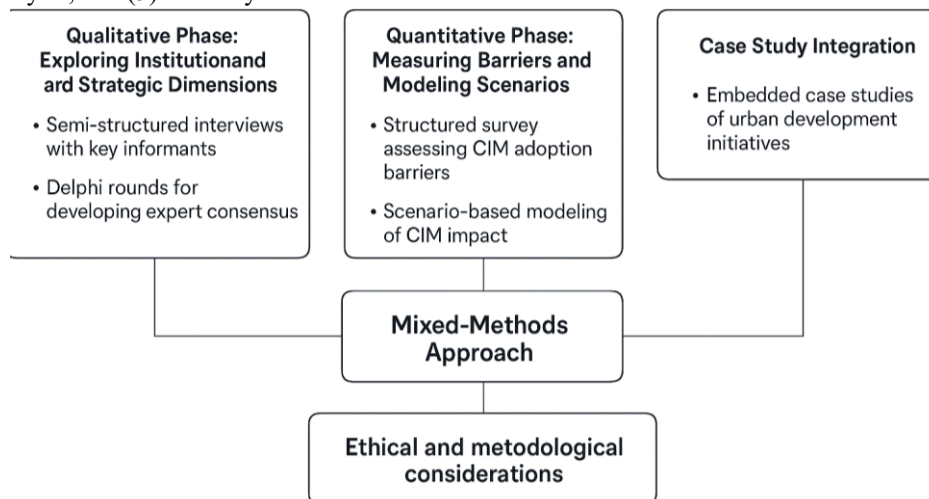 Qualitative Phase:
Exploring Institutionand
ard Strategic Dimensions
• Semi-structured interviews
with key informants
• Delphi rounds for
developing expert consensus
Quantitative Phase:
Measuring Barriers and
Modeling Scenarios
• Structured survey
assessing CIM adoption
barriers
• Scenario-based modeling
of CIM impact
Case Study Integration
• Embedded case studies
of urban development
initiatives
Mixed-Methods
Approach
Ethical and metodological
considerations